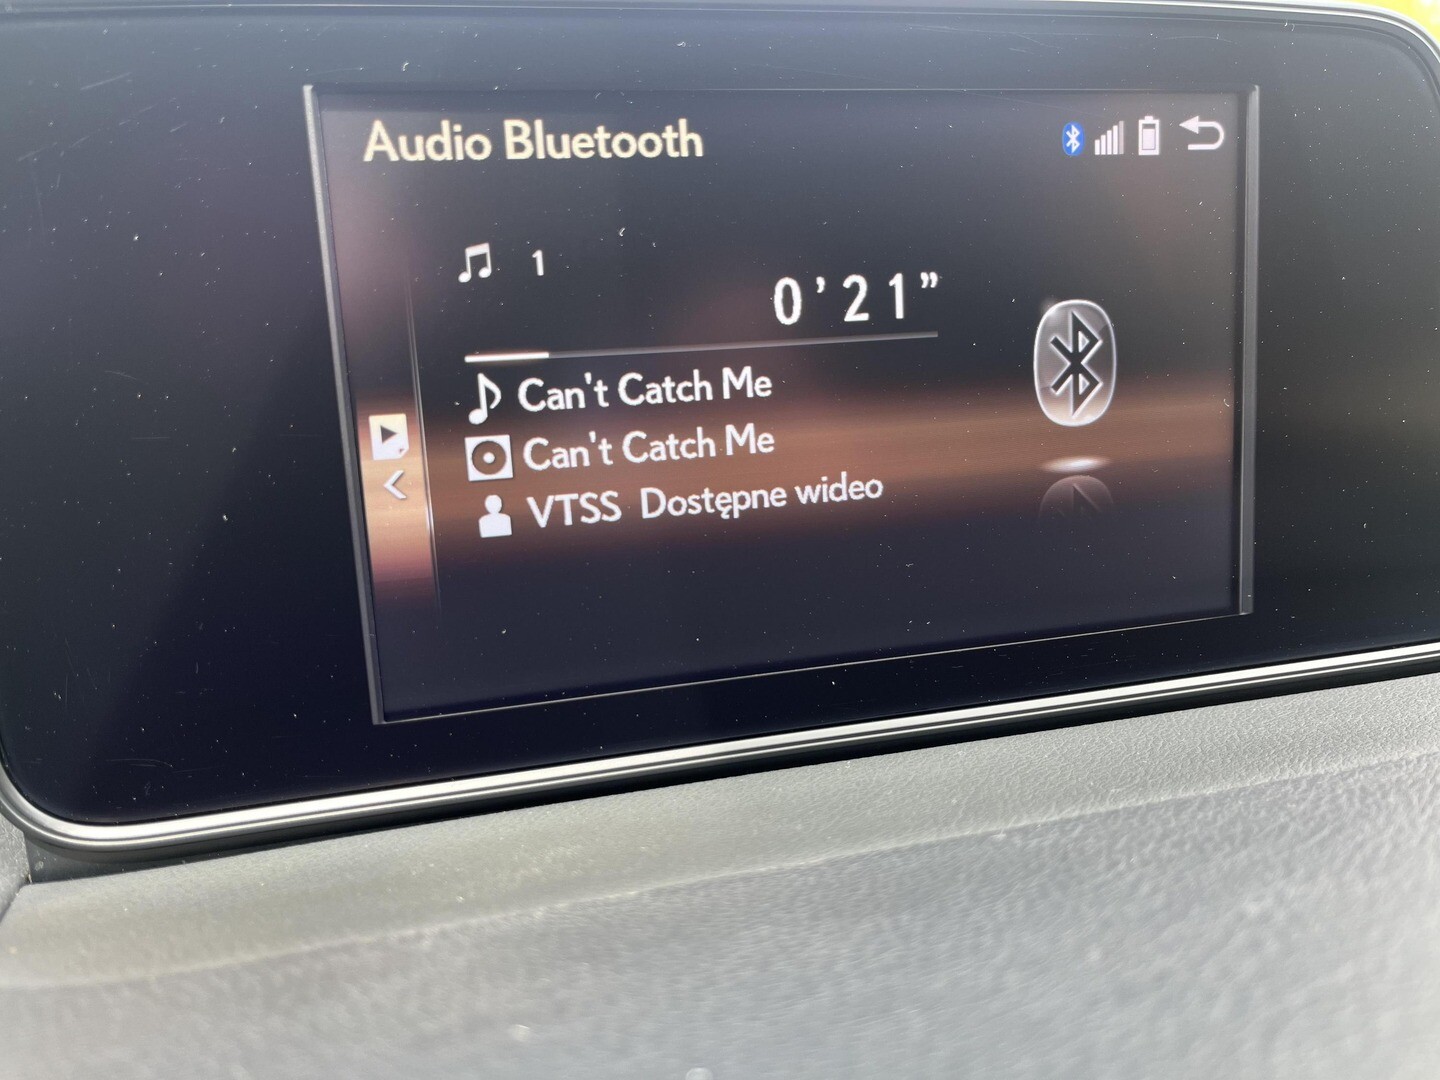 Audio Bluetooth
1
0’21”
Can't Catch Me
Can't Catch Me
VTSS Dostępne wideo